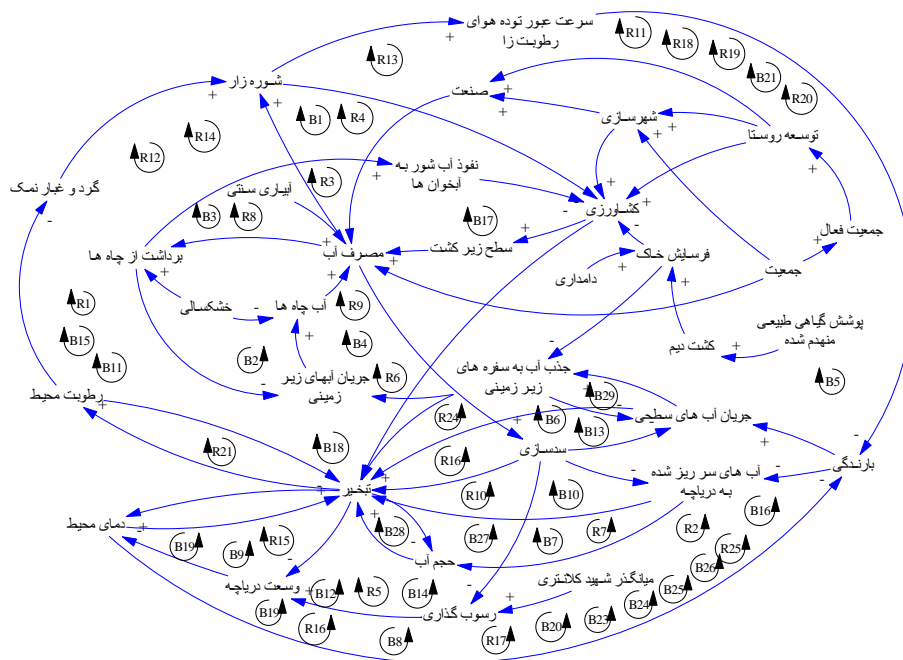 سرعت عبور توده هوای
رطوبت زا
R11
R18
R19
B21
R20
R13
شوره زار
صنعت
شهرسازی
توسعه روستا
B1
R4
R14
R12
نفوذ آب شور به
آبخوان ها
آبیاری سنتی
R3
گرد و غبار نمک
کشاورزی
B3
R8
B17
سطح زیر کشت
مصرف آب
برداشت از چاه ها
فرسایش خاک
جمعیت فعال
دامداری
جمعیت
R1
خشکسالی
آب چاه ها
R9
B15
B4
پوشش گیاهی طبیعی
منهدم شده
کشت دیم
B11
B2
جریان آبهای زیر
زمینی
R6
جذب آب به سفره های
زیر زمینی
B5
رطوبت محیط
B29
R24
B6
B13
جریان آب های سطحی
R21
B18
R16
سدسازی
بارندگی
آب های سر ریز شده
به دریاچه
تبخیر
R10
B10
B16
دمای محیط
B28
B27
B7
R7
R2
R25
B19
B9
R15
حجم آب
B26
وسعت دریاچه
B12
R5
B14
میانگذر شهید کلانتری
B25
B24
B19
رسوب گذاری
B23
R16
B8
R17
B20